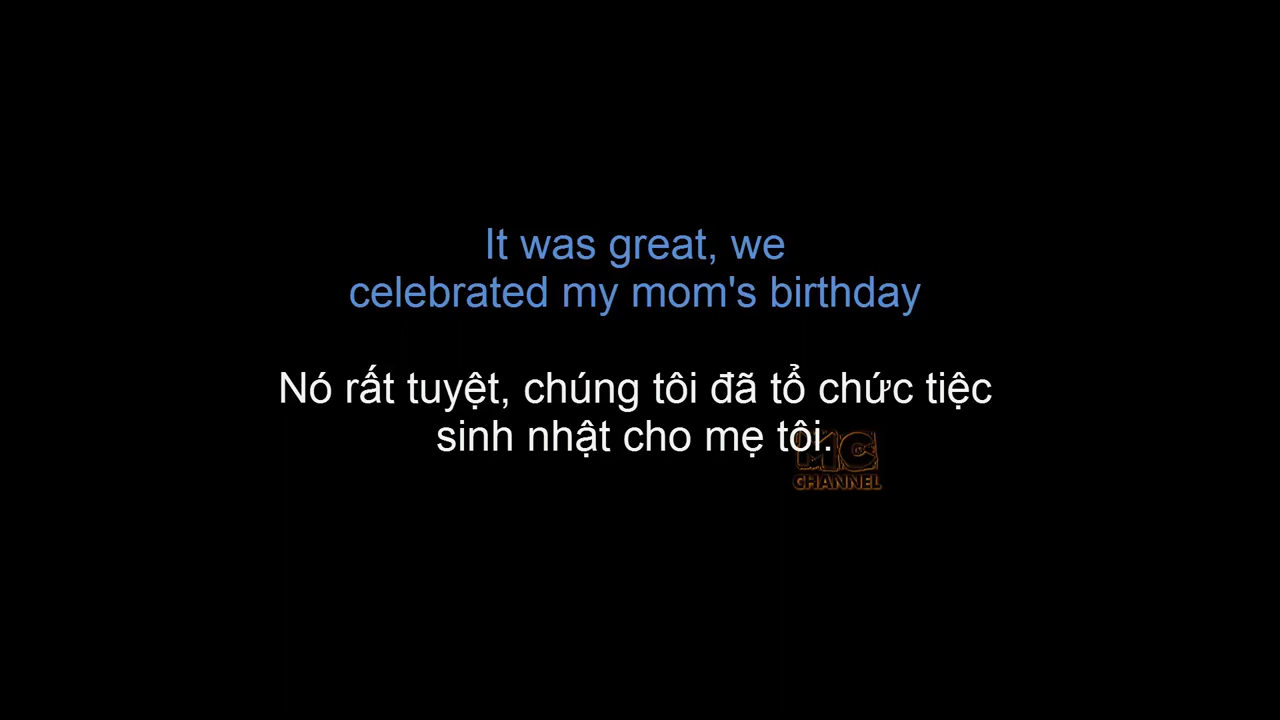 It was great, we
celebrated my mom's birthday
Nó rất tuyệt, chúng tôi đã tổ chức tiệc
sinh nhật cho mẹ tôi.
MC
CHANNEL